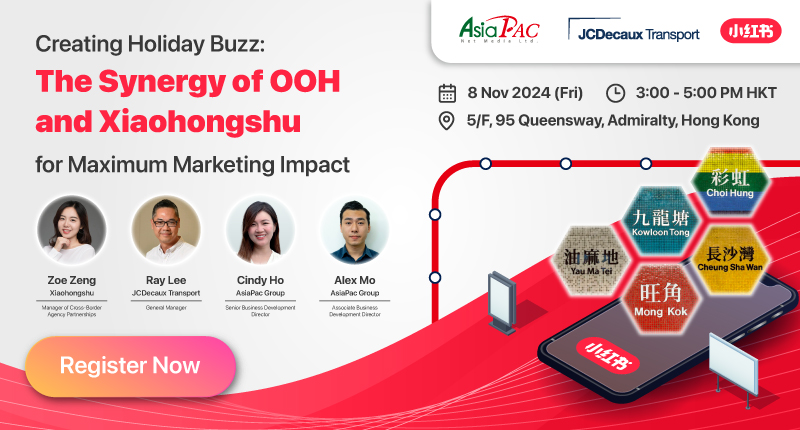 Creating Holiday Buzz:
The Synergy of OOH
and Xiaohongshu
for Maximum Marketing Impact
Zoe Zeng
Xiaohongshu
Manager of Cross-Border
Agency Partnerships
Ray Lee
JCDecaux Transport
General Manager
Cindy Ho
AsiaPac Group
Senior Business Development
Director
Alex Mo
AsiaPac Group
Associate Business
Development Director
Register Now
AsiaPac
Net Media Ltd
JCDecaux Transport
小红书
8 Nov 2024 (Fri)
3:00 - 5:00 PM HKT
5/F, 95 Queensway, Admiralty, Hong Kong
彩虹
Choi Hung
九龍塘
Kowloon Tong
油麻地
Yau Ma Tei
長沙灣
Cheung Sha Wan
旺角
Mong Kok
小红书